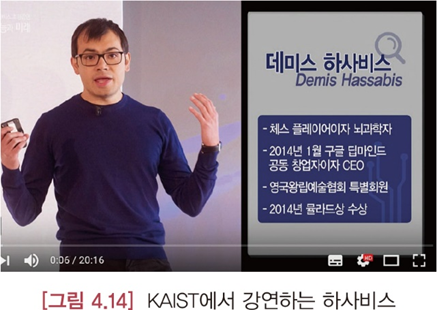 데미스 하사비스
Demis Hassabis
- 체스 플레이어이자 뇌과학자
- 2014년 1월 구글 딥마인드
공동 창업자이자 CEO
- 영국왕립예술협회 특별회원
- 2014년 뮬라드상 수상
0:06 / 20:16
[그림 4.14] KAIST에서 강연하는 하사비스